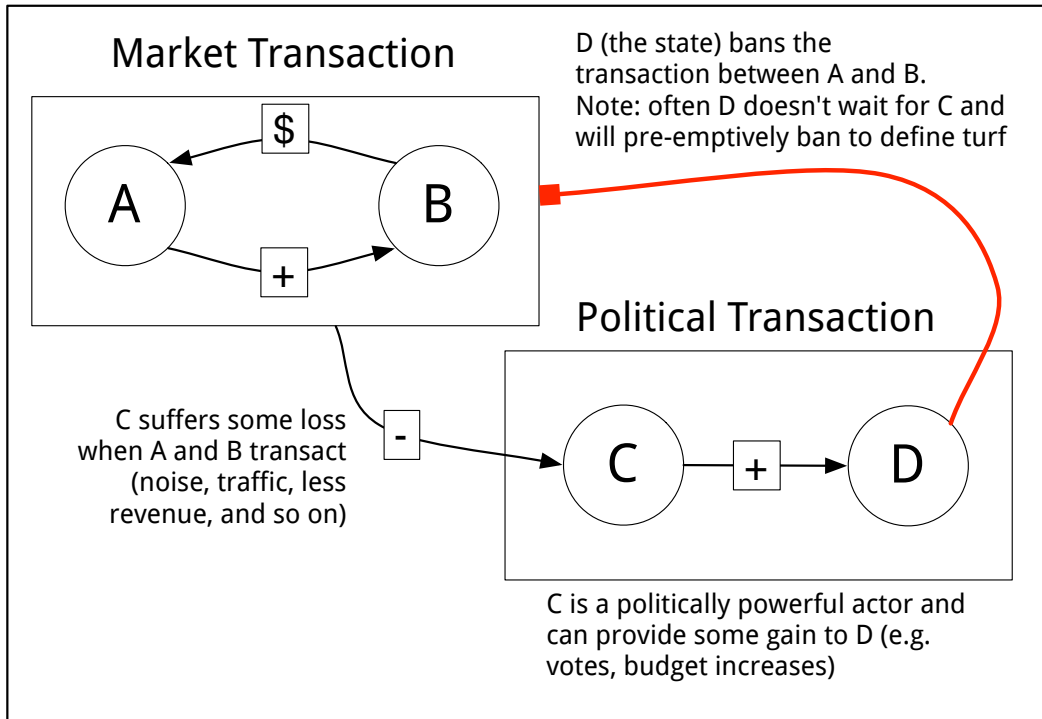 Market Transaction
D (the state) bans the
transaction between A and B.
Note: often D doesn't wait for C and
will pre-emptively ban to define turf
$
A
B
+
Political Transaction
C suffers some loss
when A and B transact
(noise, traffic, less
revenue, and so on)
-
C
+
D
C is a politically powerful actor and
can provide some gain to D (e.g.
votes, budget increases)